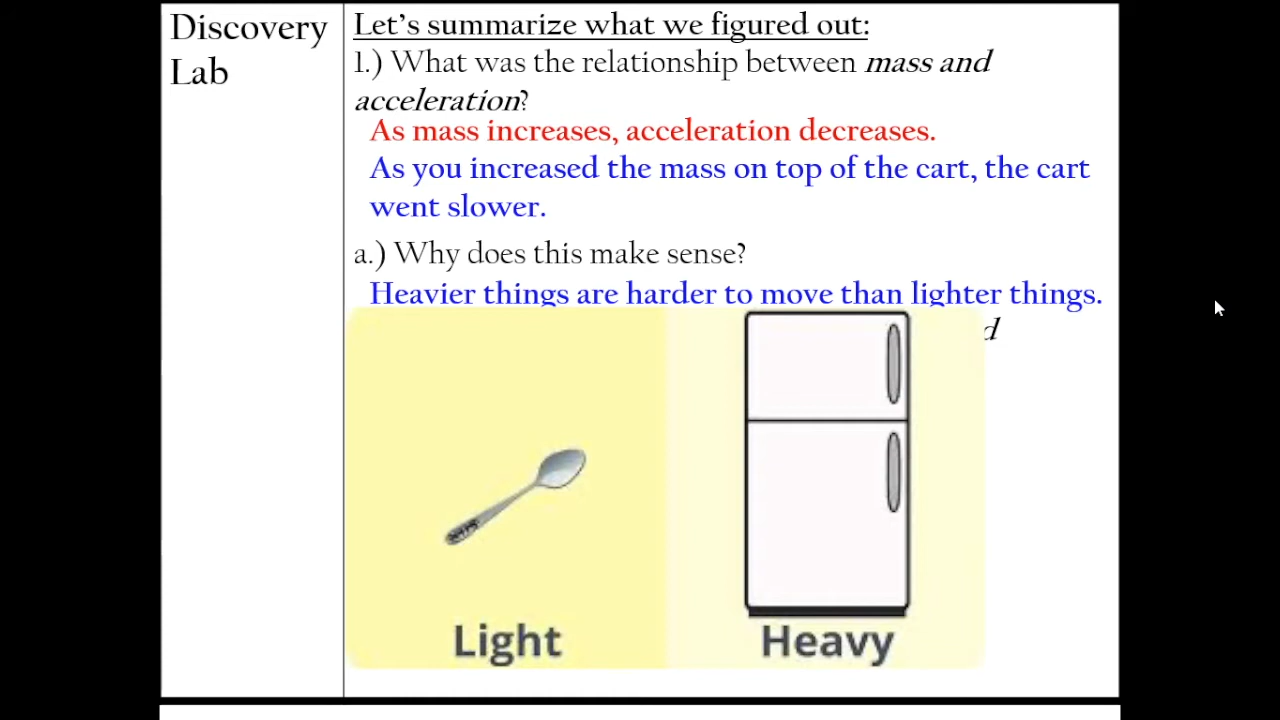 Discovery
Lab
Let's summarize what we figured out:
1.) What was the relationship between mass and
acceleration?
As mass increases, acceleration decreases.
As you increased the mass on top of the cart, the cart
went slower.
a.) Why does this make sense?
Heavier things are harder to move than lighter things.
Light
Heavy